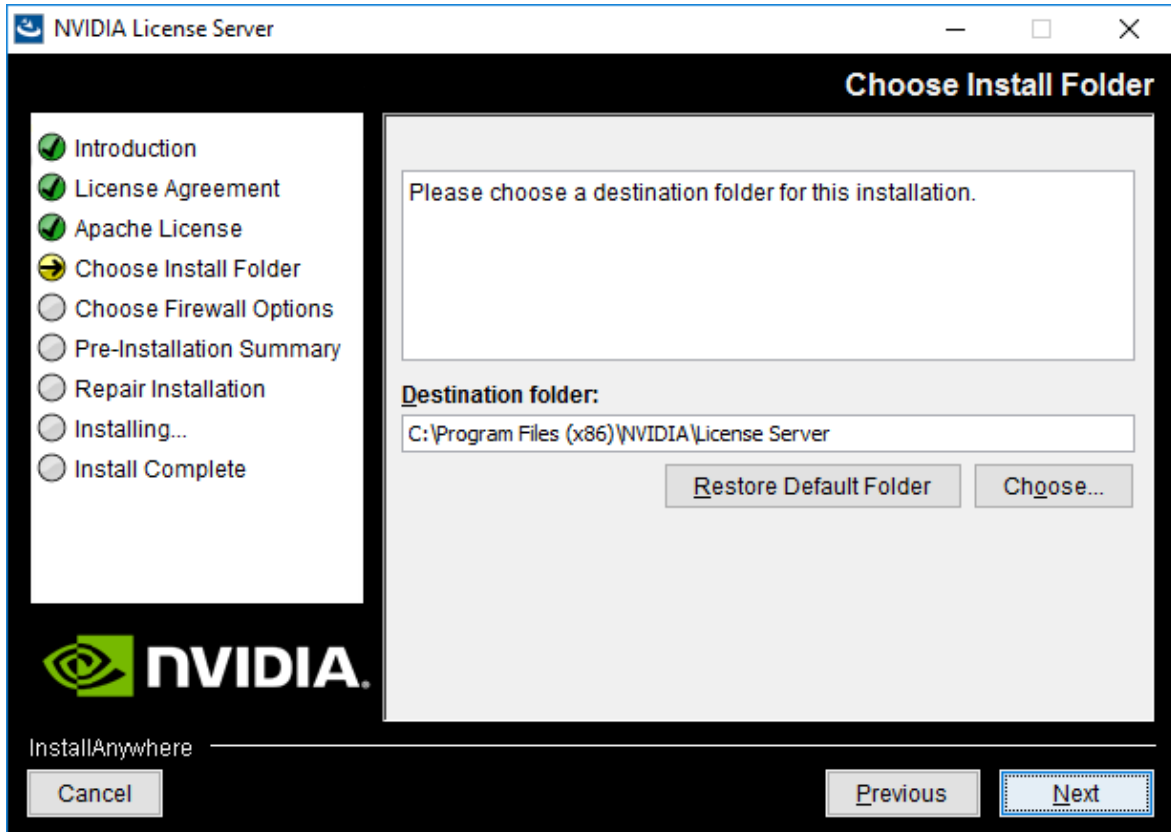 NVIDIA License Server
Choose Install Folder
Introduction
License Agreement
Apache License
Choose Install Folder
Choose Firewall Options
Pre-Installation Summary
Repair Installation
Installing...
Install Complete
Please choose a destination folder for this installation.
Destination folder:
C:\Program Files (x86)\NVIDIA\License Server
Restore Default Folder
Choose...
NVIDIA.
InstallAnywhere
Cancel
Previous
Next